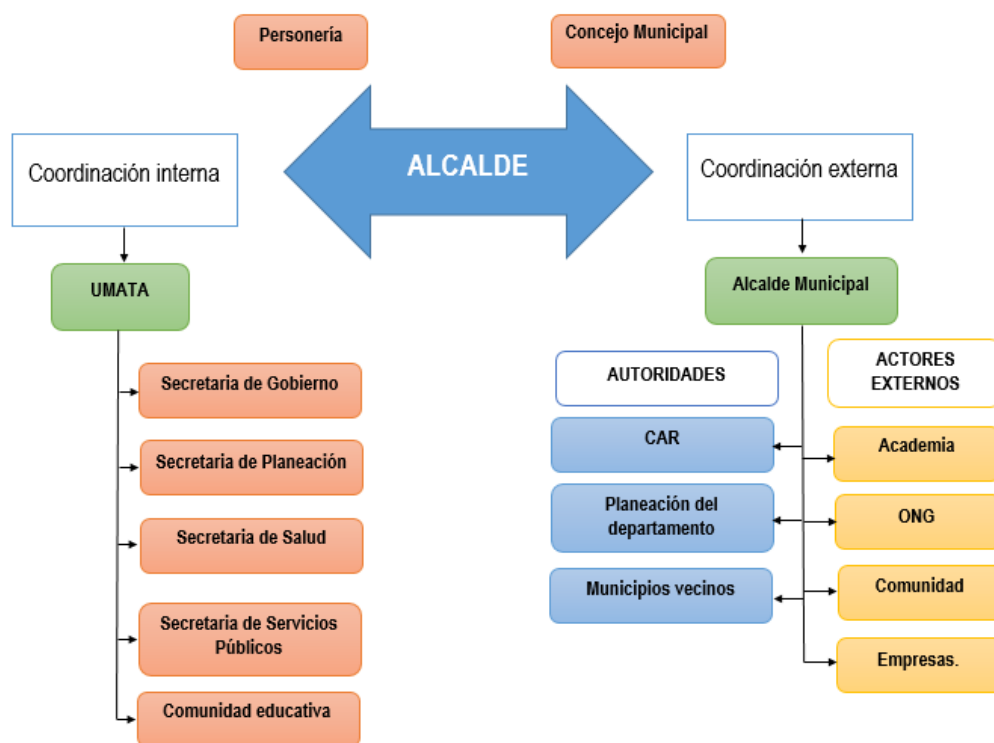 Personería
Concejo Municipal
ALCALDE
Coordinación interna
Coordinación externa
UMATA
Secretaria de Gobierno
Secretaria de Planeación
Secretaria de Salud
Secretaria de Servicios
Públicos
Comunidad educativa
Alcalde Municipal
AUTORIDADES
CAR
Planeación del
departamento
Municipios vecinos
ACTORES
EXTERNOS
Academia
ONG
Comunidad
Empresas.